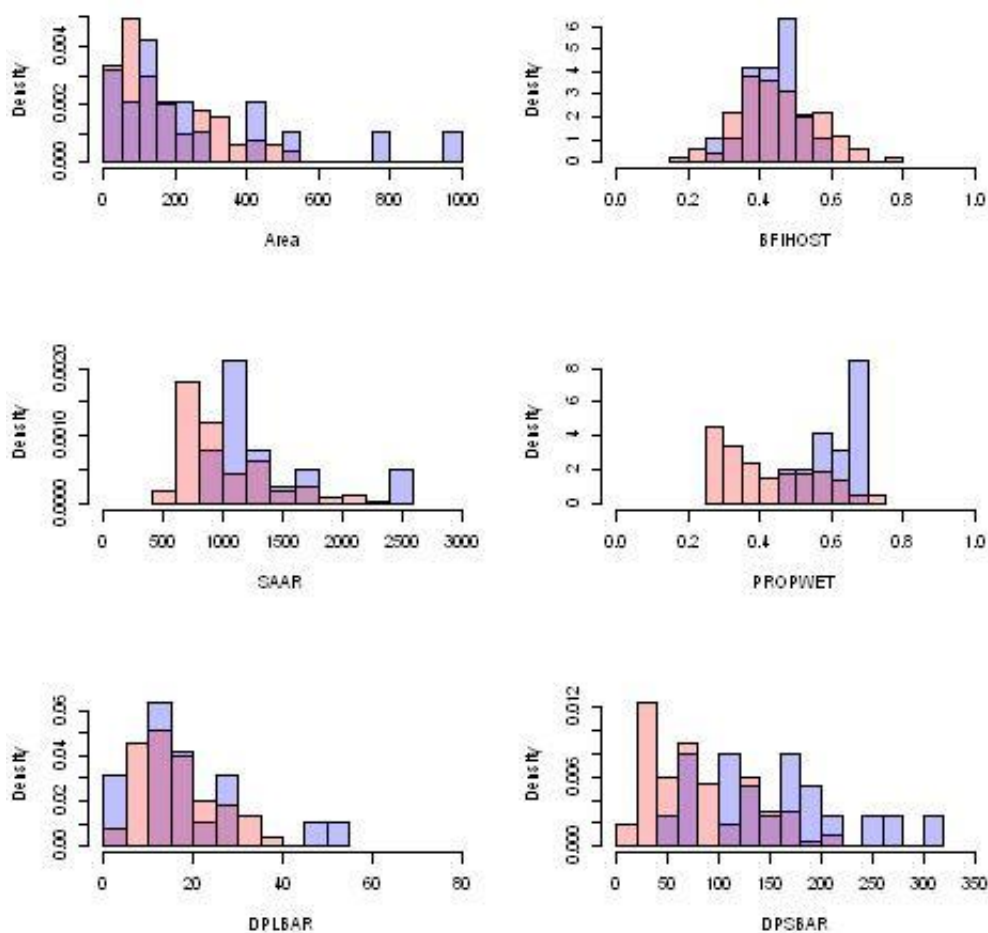 Density
0.000 0.002 0.004
0 200 400 600 800 1000
Area
Density
0 1 2 3 4 5 6
0.0 0.2 0.4 0.6 0.8 1.0
BFIHOST
Density
0.0000 0.0010 0.0020
0 500 1000 1500 2000 2500 3000
SAAR
Density
0 2 4 6 8
0.0 0.2 0.4 0.6 0.8 1.0
PROPWET
Density
0.00 0.02 0.04 0.06
0 20 40 60 80
DPLBAR
Density
0.000 0.006 0.012
0 50 100 150 200 250 300 350
DPSBAR